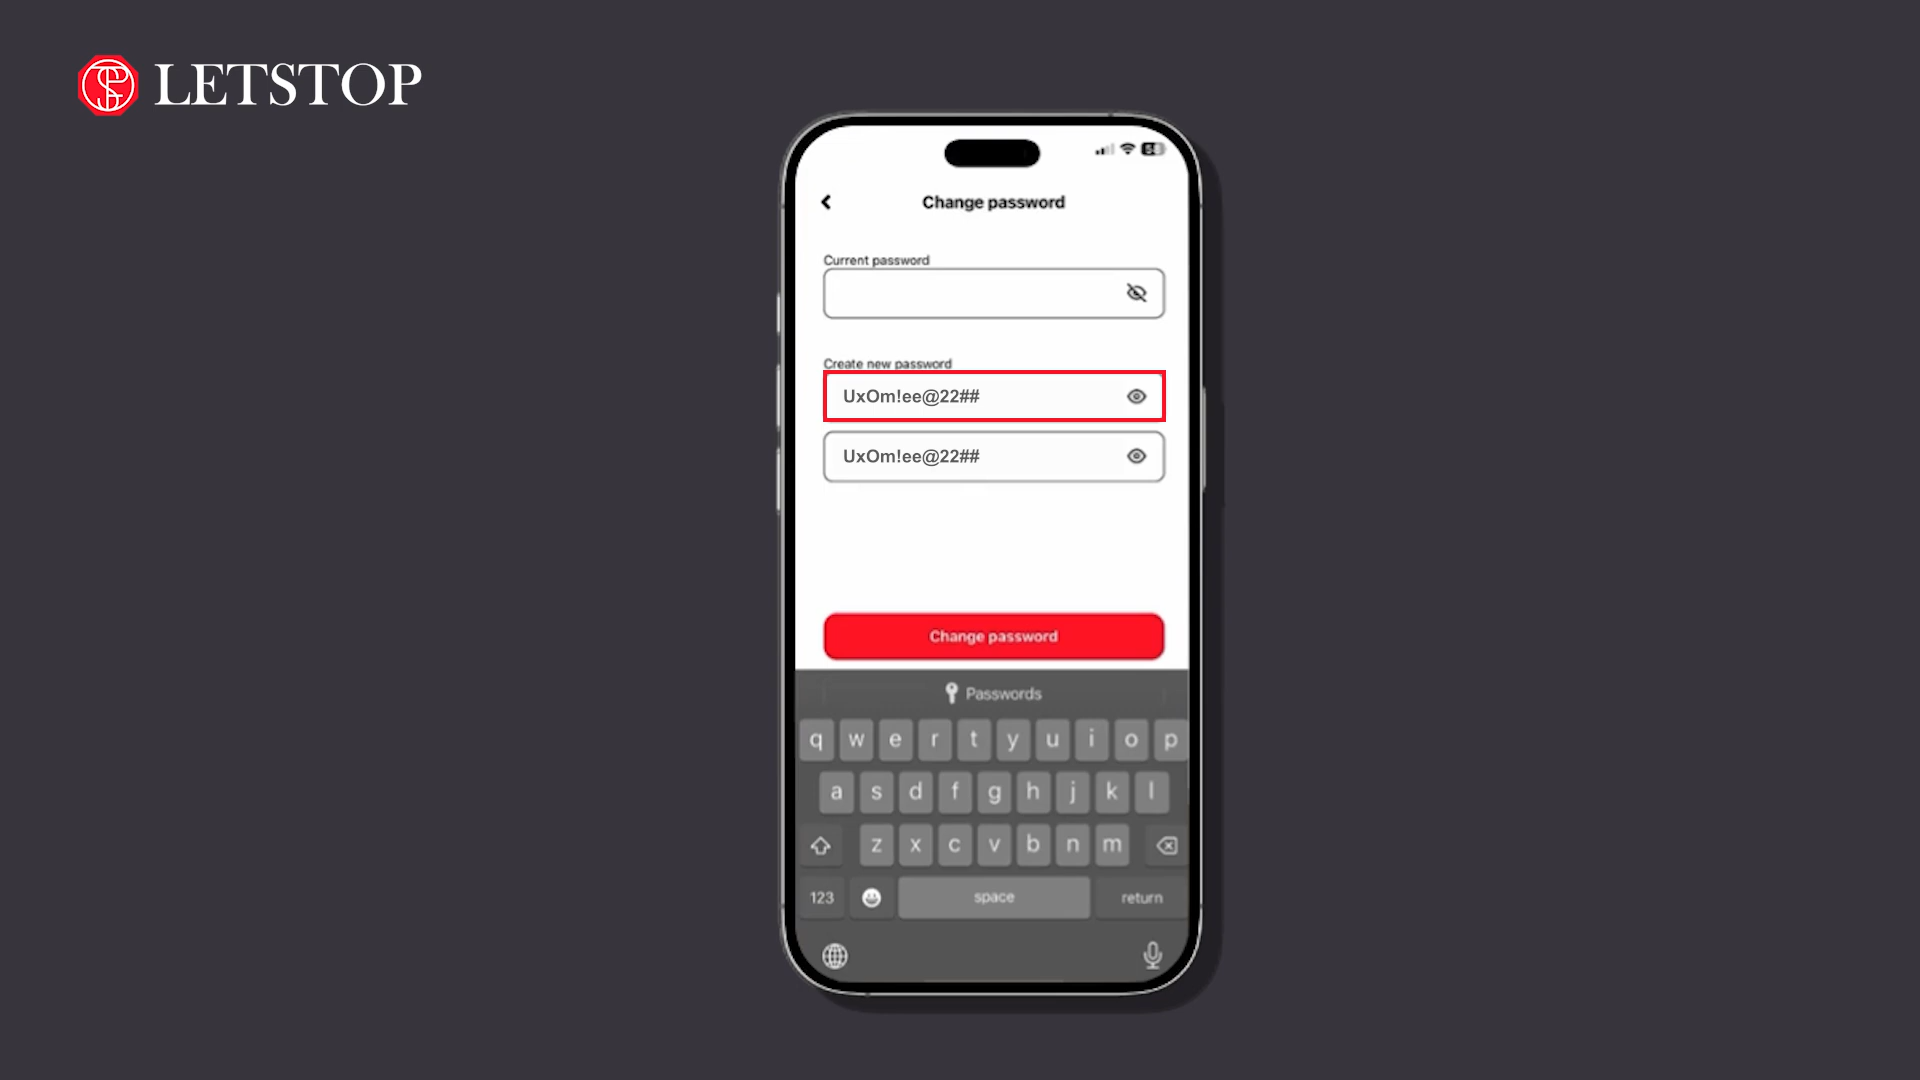 LETSTOP
Change password
Current password
Create new password
UxOm!ee@22##
UxOm!ee@22##
Change password
Passwords
q w e r t y u i o p
a s d f g h j k l
z x c v b n m
123 space return